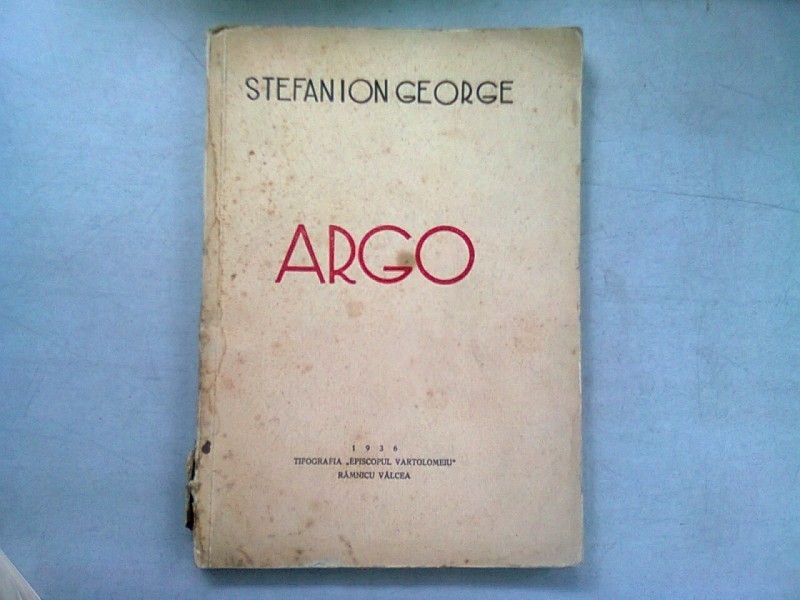 STEFAN ION GEORGE
ARGO
1936
TIPOGRAFIA „EPISCOPUL VARTOLOMEIU"
RÂMNICU VÂLCEA